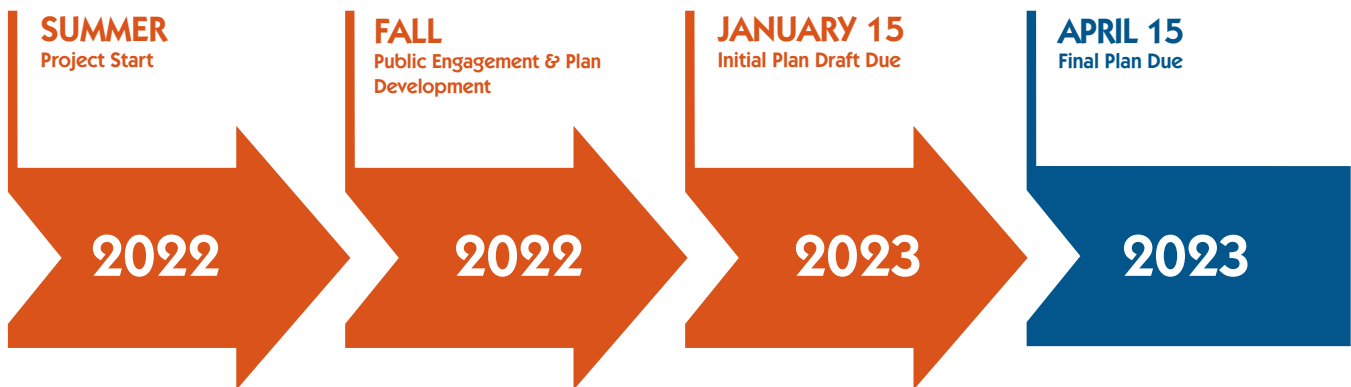 SUMMER
Project Start
2022
FALL
Public Engagement & Plan
Development
2022
JANUARY 15
Initial Plan Draft Due
2023
APRIL 15
Final Plan Due
2023